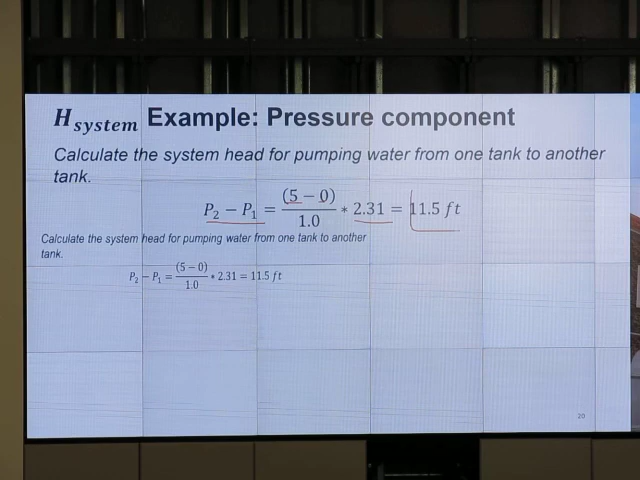 H_system Example: Pressure component
Calculate the system head for pumping water from one tank to another
tank.
P₂ − P₁ = (5 − 0)/1.0 * 2.31 = 11.5 ft
Calculate the system head for pumping water from one tank to another
tank.
P₂ − P₁ = (5 − 0)/1.0 * 2.31 = 11.5 ft
20